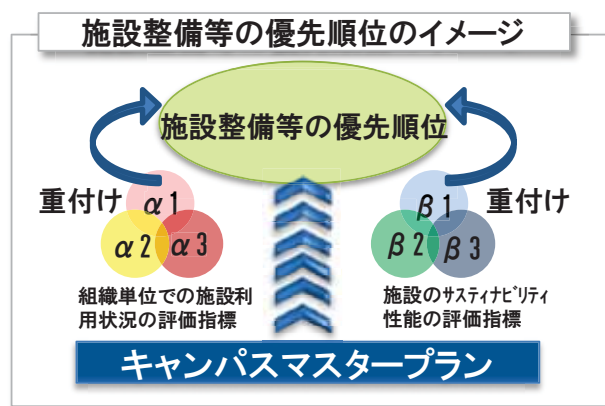 施設整備等の優先順位のイメージ
施設整備等の優先順位
重付け
α1
α2
α3
組織単位での施設利
用状況の評価指標
β1
重付け
β2
β3
施設のｻｽﾃｨﾅﾋﾞﾘﾃｨ
性能の評価指標
キャンパスマスタープラン